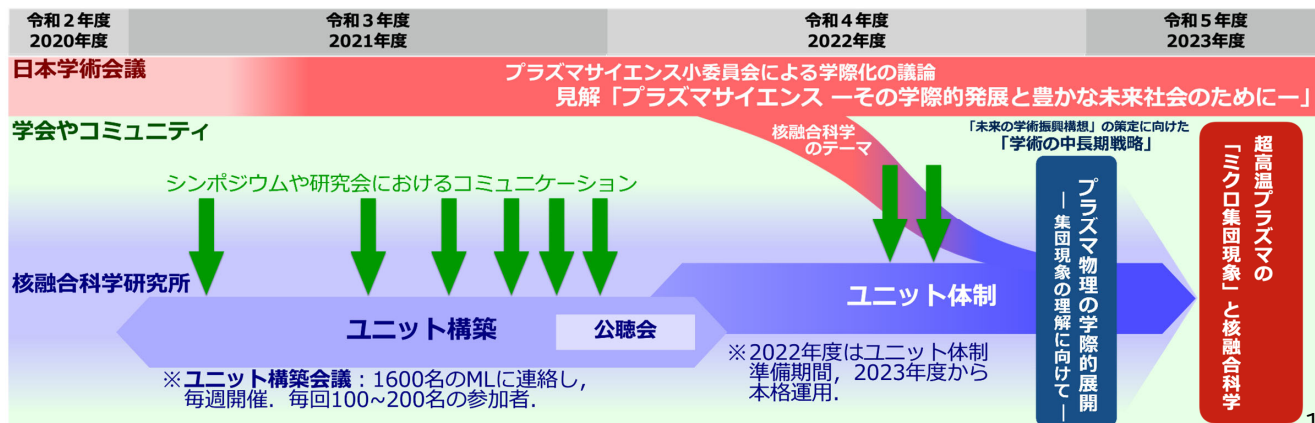 令和２年度
2020年度
令和３年度
2021年度
令和４年度
2022年度
令和５年度
2023年度
日本学術会議
プラズマサイエンス小委員会による学際化の議論
見解「プラズマサイエンス ーその学際的発展と豊かな未来社会のためにー」
学会やコミュニティ
核融合科学
のテーマ
「未来の学術振興構想」の策定に向けた
「学術の中長期戦略」
シンポジウムや研究会におけるコミュニケーション
核融合科学研究所
ユニット構築
公聴会
ユニット体制
※ユニット構築会議：1600名のMLに連絡し，
毎週開催．毎回100~200名の参加者．
※2022年度はユニット体制
準備期間，2023年度から
本格運用．
プラズマ物理の学際的展開
― 集団現象の理解に向けて ―
超高温プラズマの
「ミクロ集団現象」と核融合科学
1